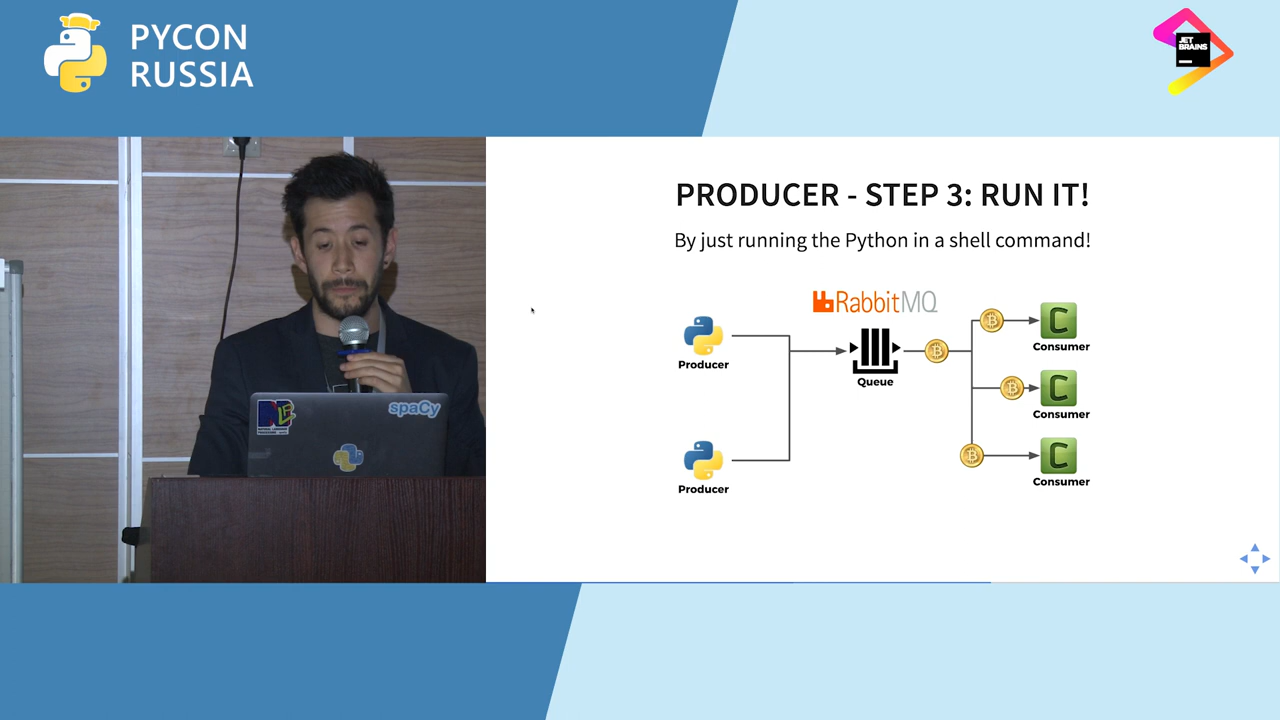 PYCON
RUSSIA
JET
BRAINS
PRODUCER - STEP 3: RUN IT!
By just running the Python in a shell command!
RabbitMQ
Producer
Queue
Consumer
Consumer
Producer
Consumer
spaCy